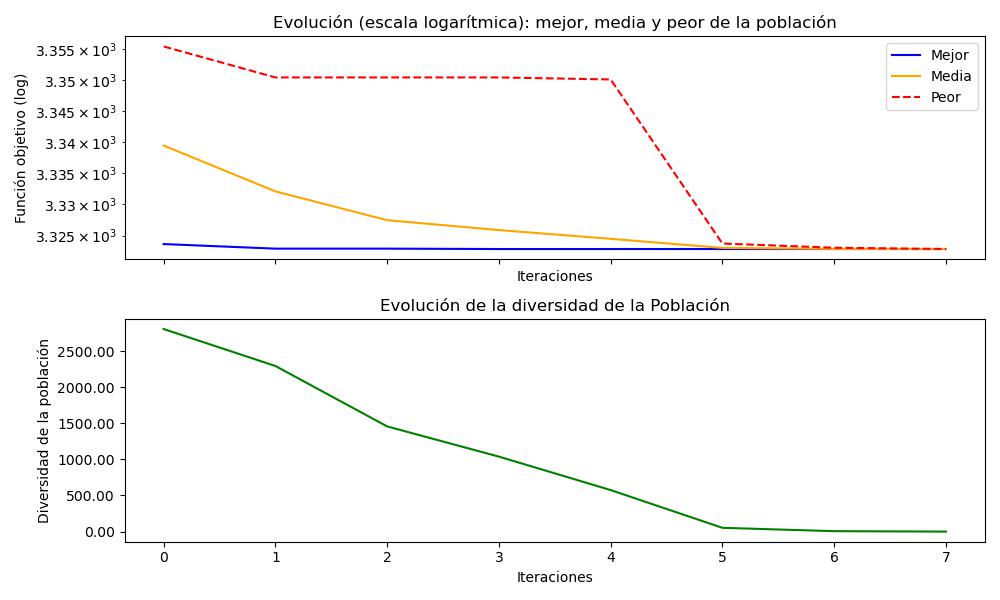 Evolución (escala logarítmica): mejor, media y peor de la población
3.355 × 10³
3.35 × 10³
3.345 × 10³
3.34 × 10³
3.335 × 10³
3.33 × 10³
3.325 × 10³
Función objetivo (log)
Mejor
Media
Peor
Iteraciones
Evolución de la diversidad de la Población
2500.00
2000.00
1500.00
1000.00
500.00
0.00
Diversidad de la población
0 1 2 3 4 5 6 7
Iteraciones